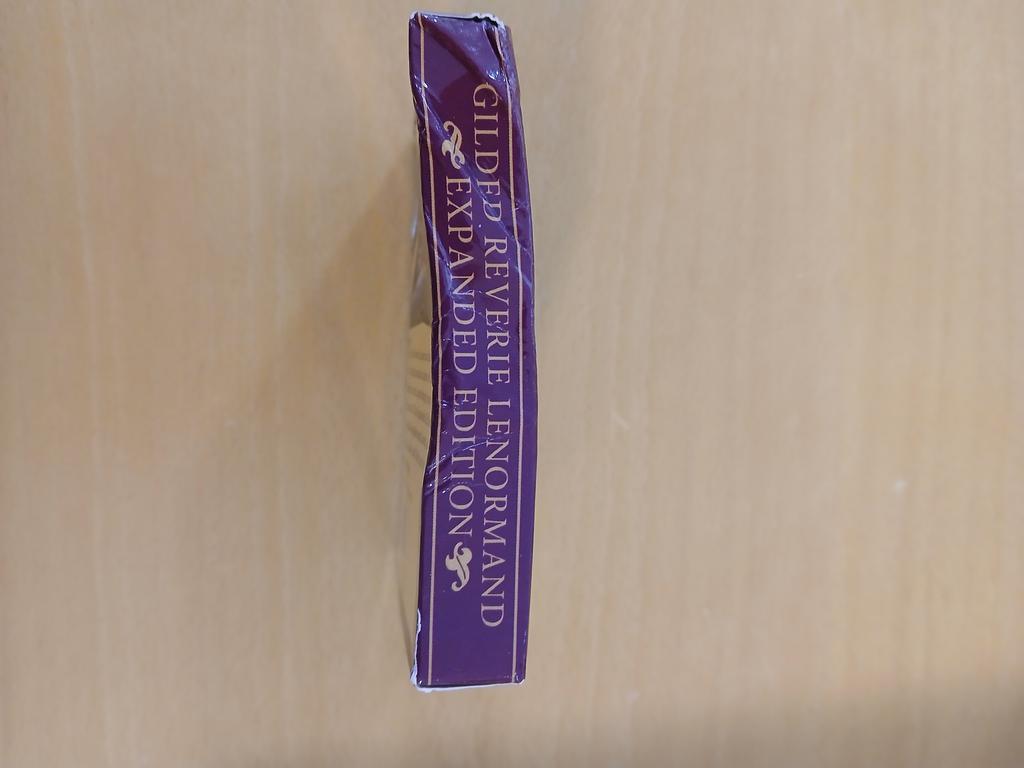 GILDED REVERIE LENORMAND
EXPANDED EDITION